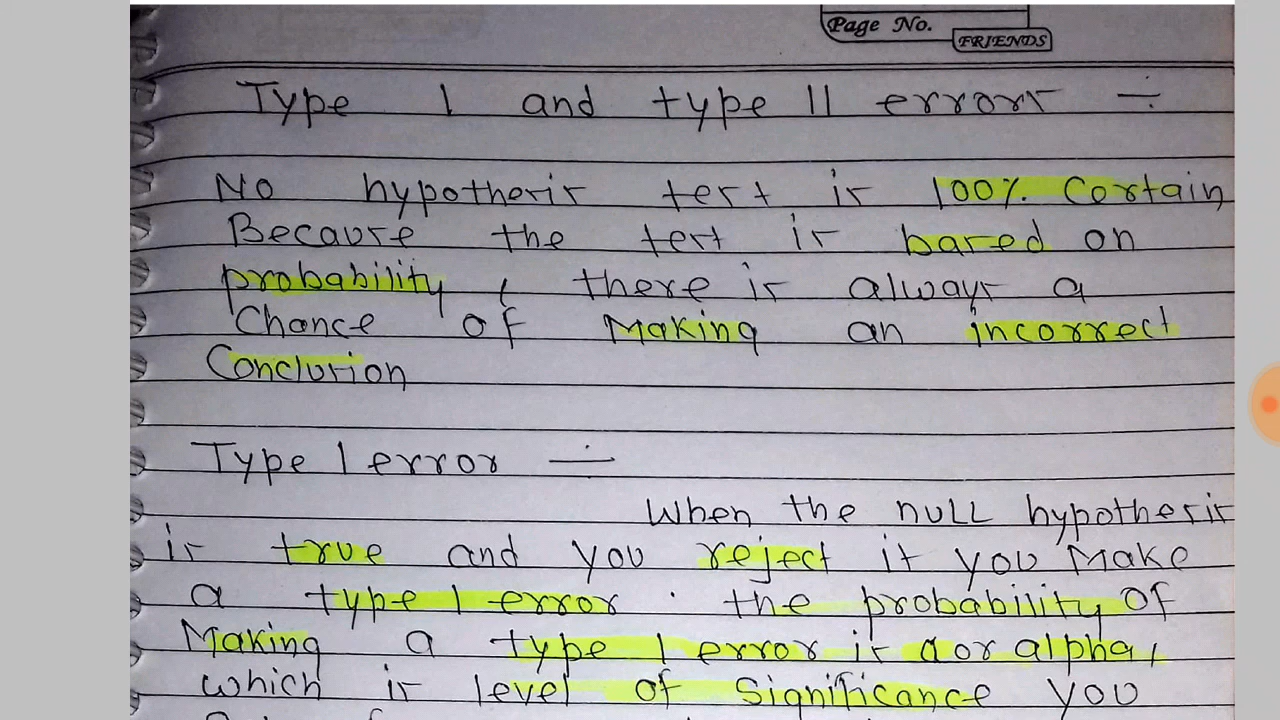 Page No.
FRIENDS
Type I and type II errors ÷
No hypothesis test is 100% Certain
Because the test is based on
probability, there is always a
Chance of Making an incorrect
Conclusion
Type I error ÷
When the null hypothesis
is true and you reject it you Make
a type I error. the probability of
Making a type I error is α or alpha,
which is level of Significance you